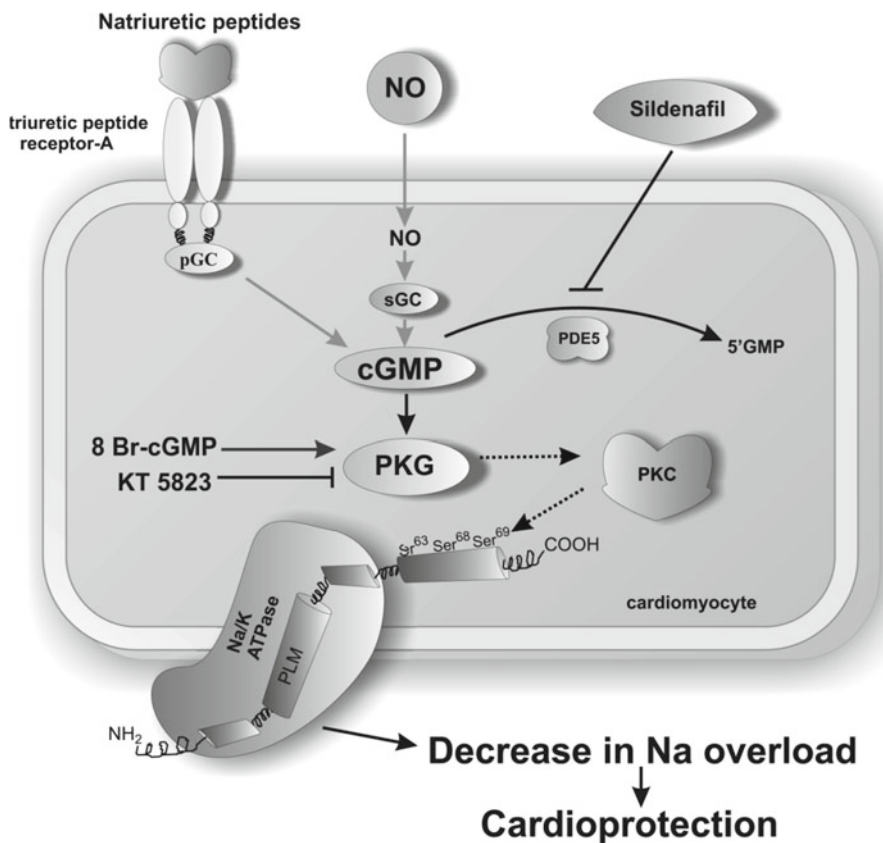 Natriuretic peptides
NO
Sildenafil
triuretic peptide
receptor-A
NO
pGC
sGC
PDE5
5'GMP
cGMP
8 Br-cGMP
KT 5823
PKG
PKC
Sr⁶³ Ser⁶⁸ Ser⁶⁹
COOH
cardiomyocyte
Na/K
ATPase
PLM
NH₂
Decrease in Na overload
Cardioprotection